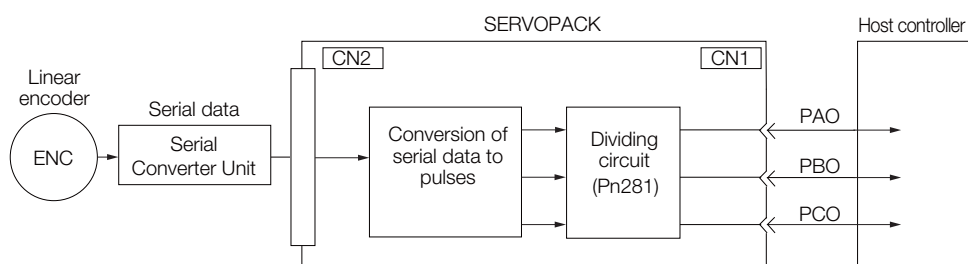 SERVOPACK
Host controller
CN2
CN1
Linear
encoder
Serial data
ENC
Serial
Converter Unit
Conversion of
serial data to
pulses
Dividing
circuit
(Pn281)
PAO
PBO
PCO